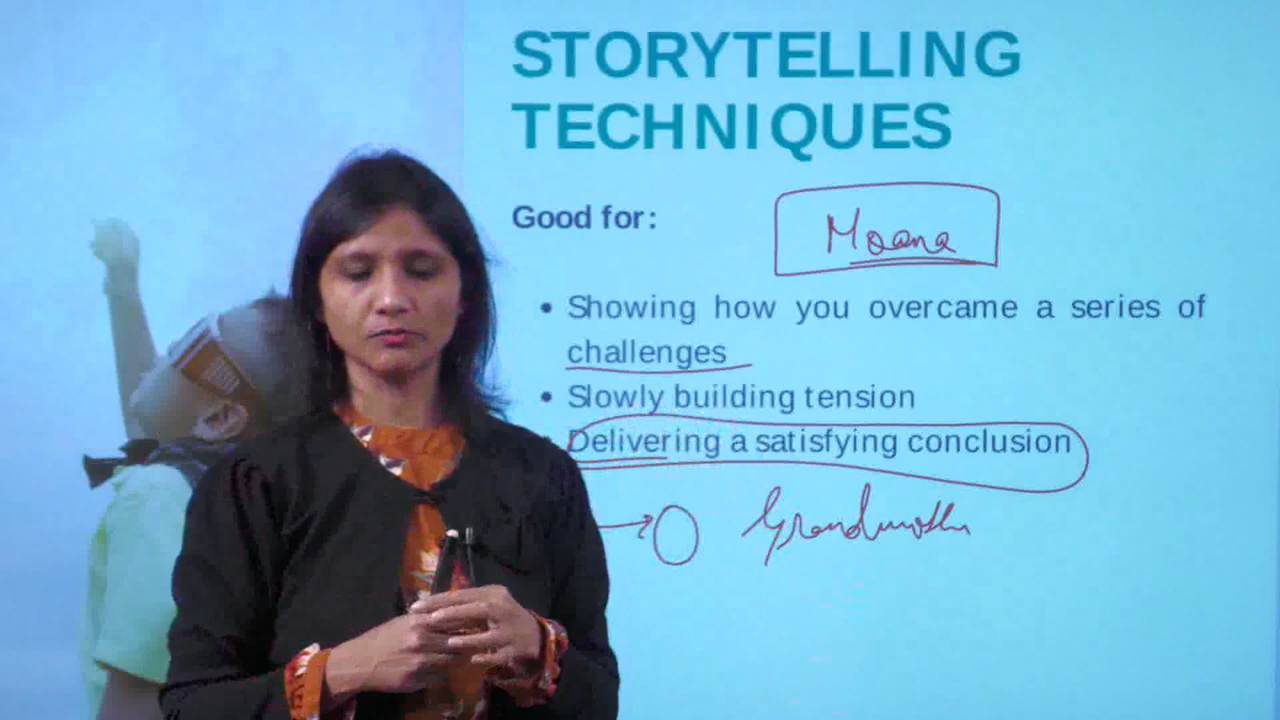 STORYTELLING
TECHNIQUES
Good for:
Moana
• Showing how you overcame a series of
challenges
• Slowly building tension
Delivering a satisfying conclusion
Grandmother